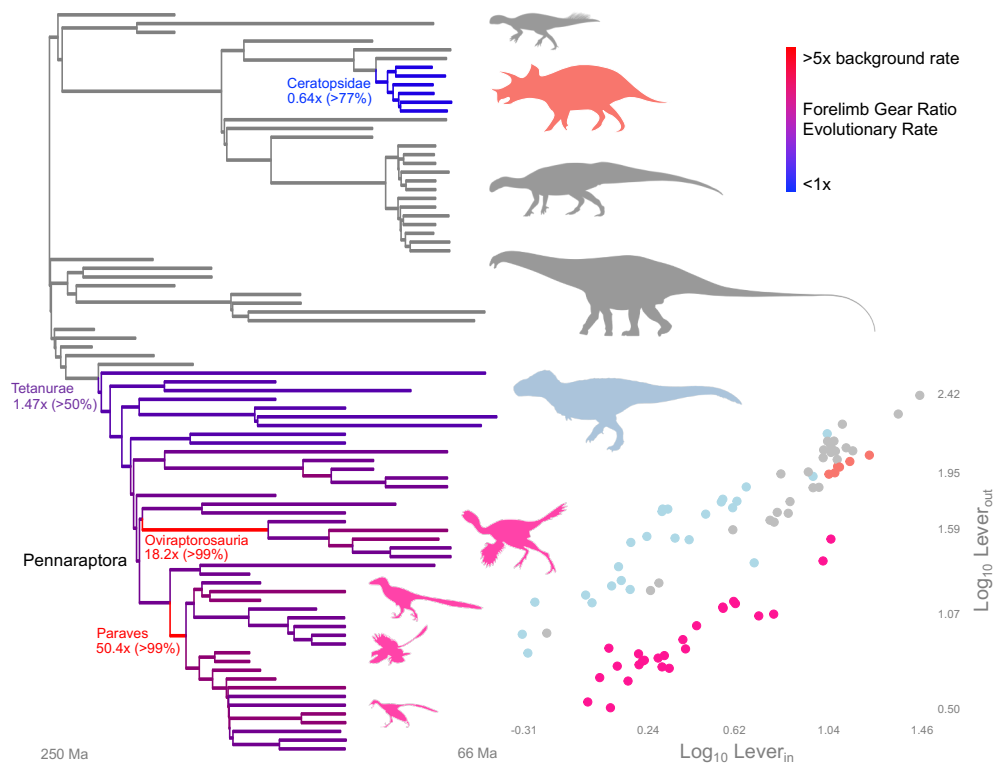 >5x background rate
Ceratopsidae
0.64x (>77%)
Forelimb Gear Ratio
Evolutionary Rate
<1x
Tetanurae
1.47x (>50%)
2.42
1.95
1.59
1.07
0.50
Log10 Leverout
Oviraptorosauria
18.2x (>99%)
Pennaraptora
Paraves
50.4x (>99%)
-0.31 0.24 0.62 1.04 1.46
Log10 Leverin
250 Ma 66 Ma